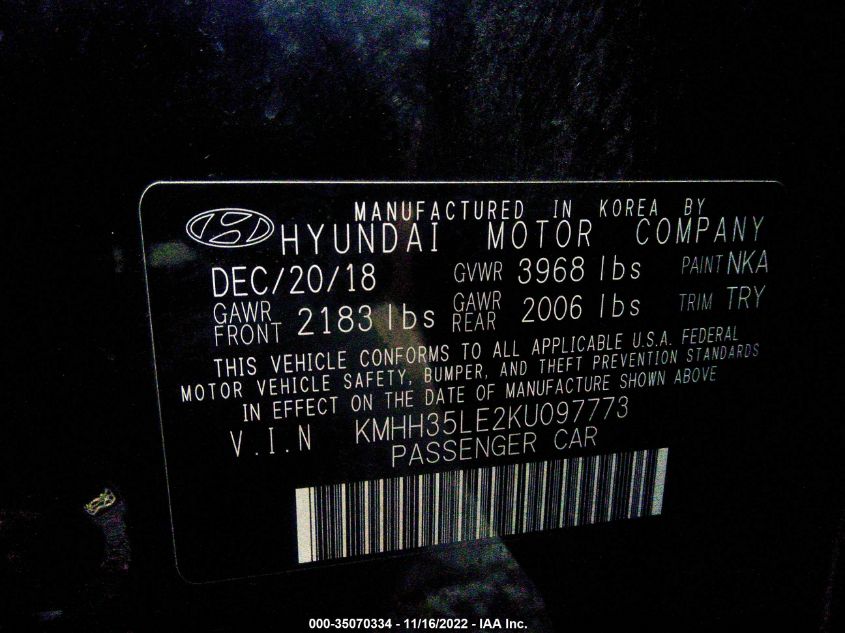 MANUFACTURED IN KOREA BY
HYUNDAI MOTOR COMPANY
DEC/20/18 GVWR 3968 lbs PAINT NKA
GAWR FRONT 2183 lbs GAWR REAR 2006 lbs TRIM TRY
THIS VEHICLE CONFORMS TO ALL APPLICABLE U.S.A. FEDERAL
MOTOR VEHICLE SAFETY, BUMPER, AND THEFT PREVENTION STANDARDS
IN EFFECT ON THE DATE OF MANUFACTURE SHOWN ABOVE
V.I.N KMHH35LE2KU097773
PASSENGER CAR
000-35070334 - 11/16/2022 - IAA Inc.